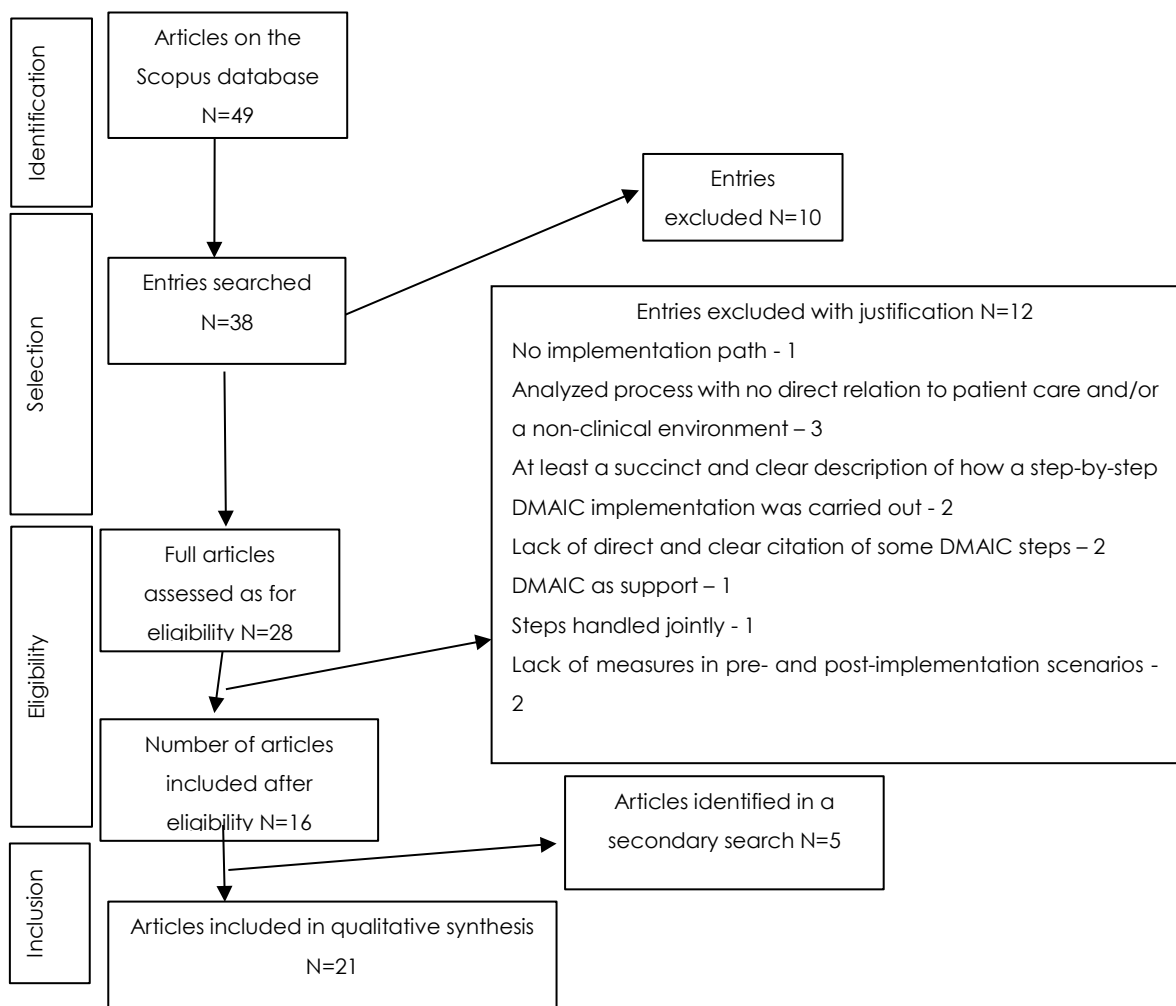 Identification
Articles on the
Scopus database
N=49
Entries
excluded N=10
Selection
Entries searched
N=38
Entries excluded with justification N=12
No implementation path - 1
Analyzed process with no direct relation to patient care and/or
a non-clinical environment – 3
At least a succinct and clear description of how a step-by-step
DMAIC implementation was carried out - 2
Lack of direct and clear citation of some DMAIC steps – 2
DMAIC as support – 1
Steps handled jointly - 1
Lack of measures in pre- and post-implementation scenarios -
2
Eligibility
Full articles
assessed as for
eligibility N=28
Number of articles
included after
eligibility N=16
Articles identified in a
secondary search N=5
Inclusion
Articles included in qualitative synthesis
N=21